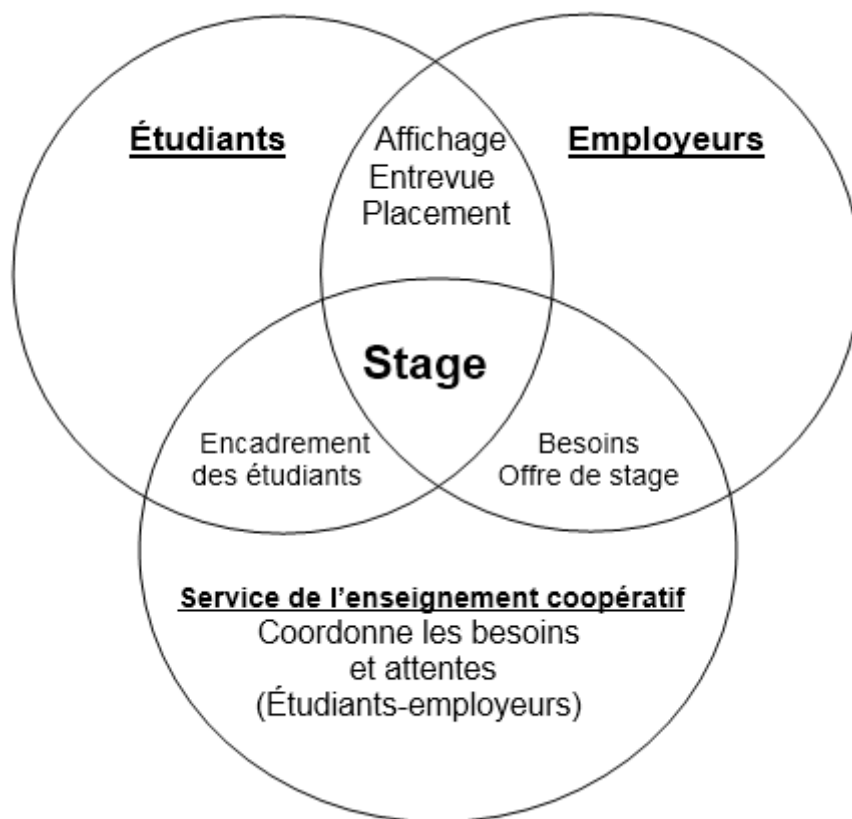 Étudiants
Affichage
Entrevue
Placement
Employeurs
Stage
Encadrement
des étudiants
Besoins
Offre de stage
Service de l'enseignement coopératif
Coordonne les besoins
et attentes
(Étudiants-employeurs)